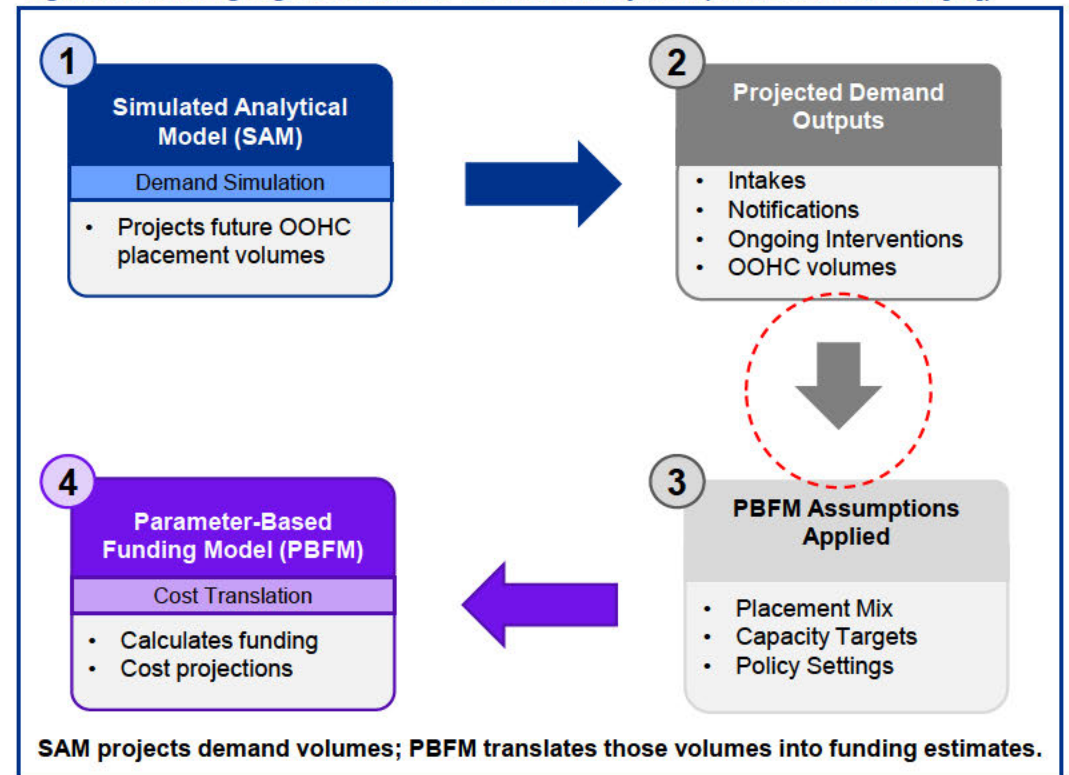 1
Simulated Analytical
Model (SAM)
Demand Simulation
• Projects future OOHC
placement volumes
2
Projected Demand
Outputs
• Intakes
• Notifications
• Ongoing Interventions
• OOHC volumes
3
PBFM Assumptions
Applied
• Placement Mix
• Capacity Targets
• Policy Settings
4
Parameter-Based
Funding Model (PBFM)
Cost Translation
• Calculates funding
• Cost projections
SAM projects demand volumes; PBFM translates those volumes into funding estimates.